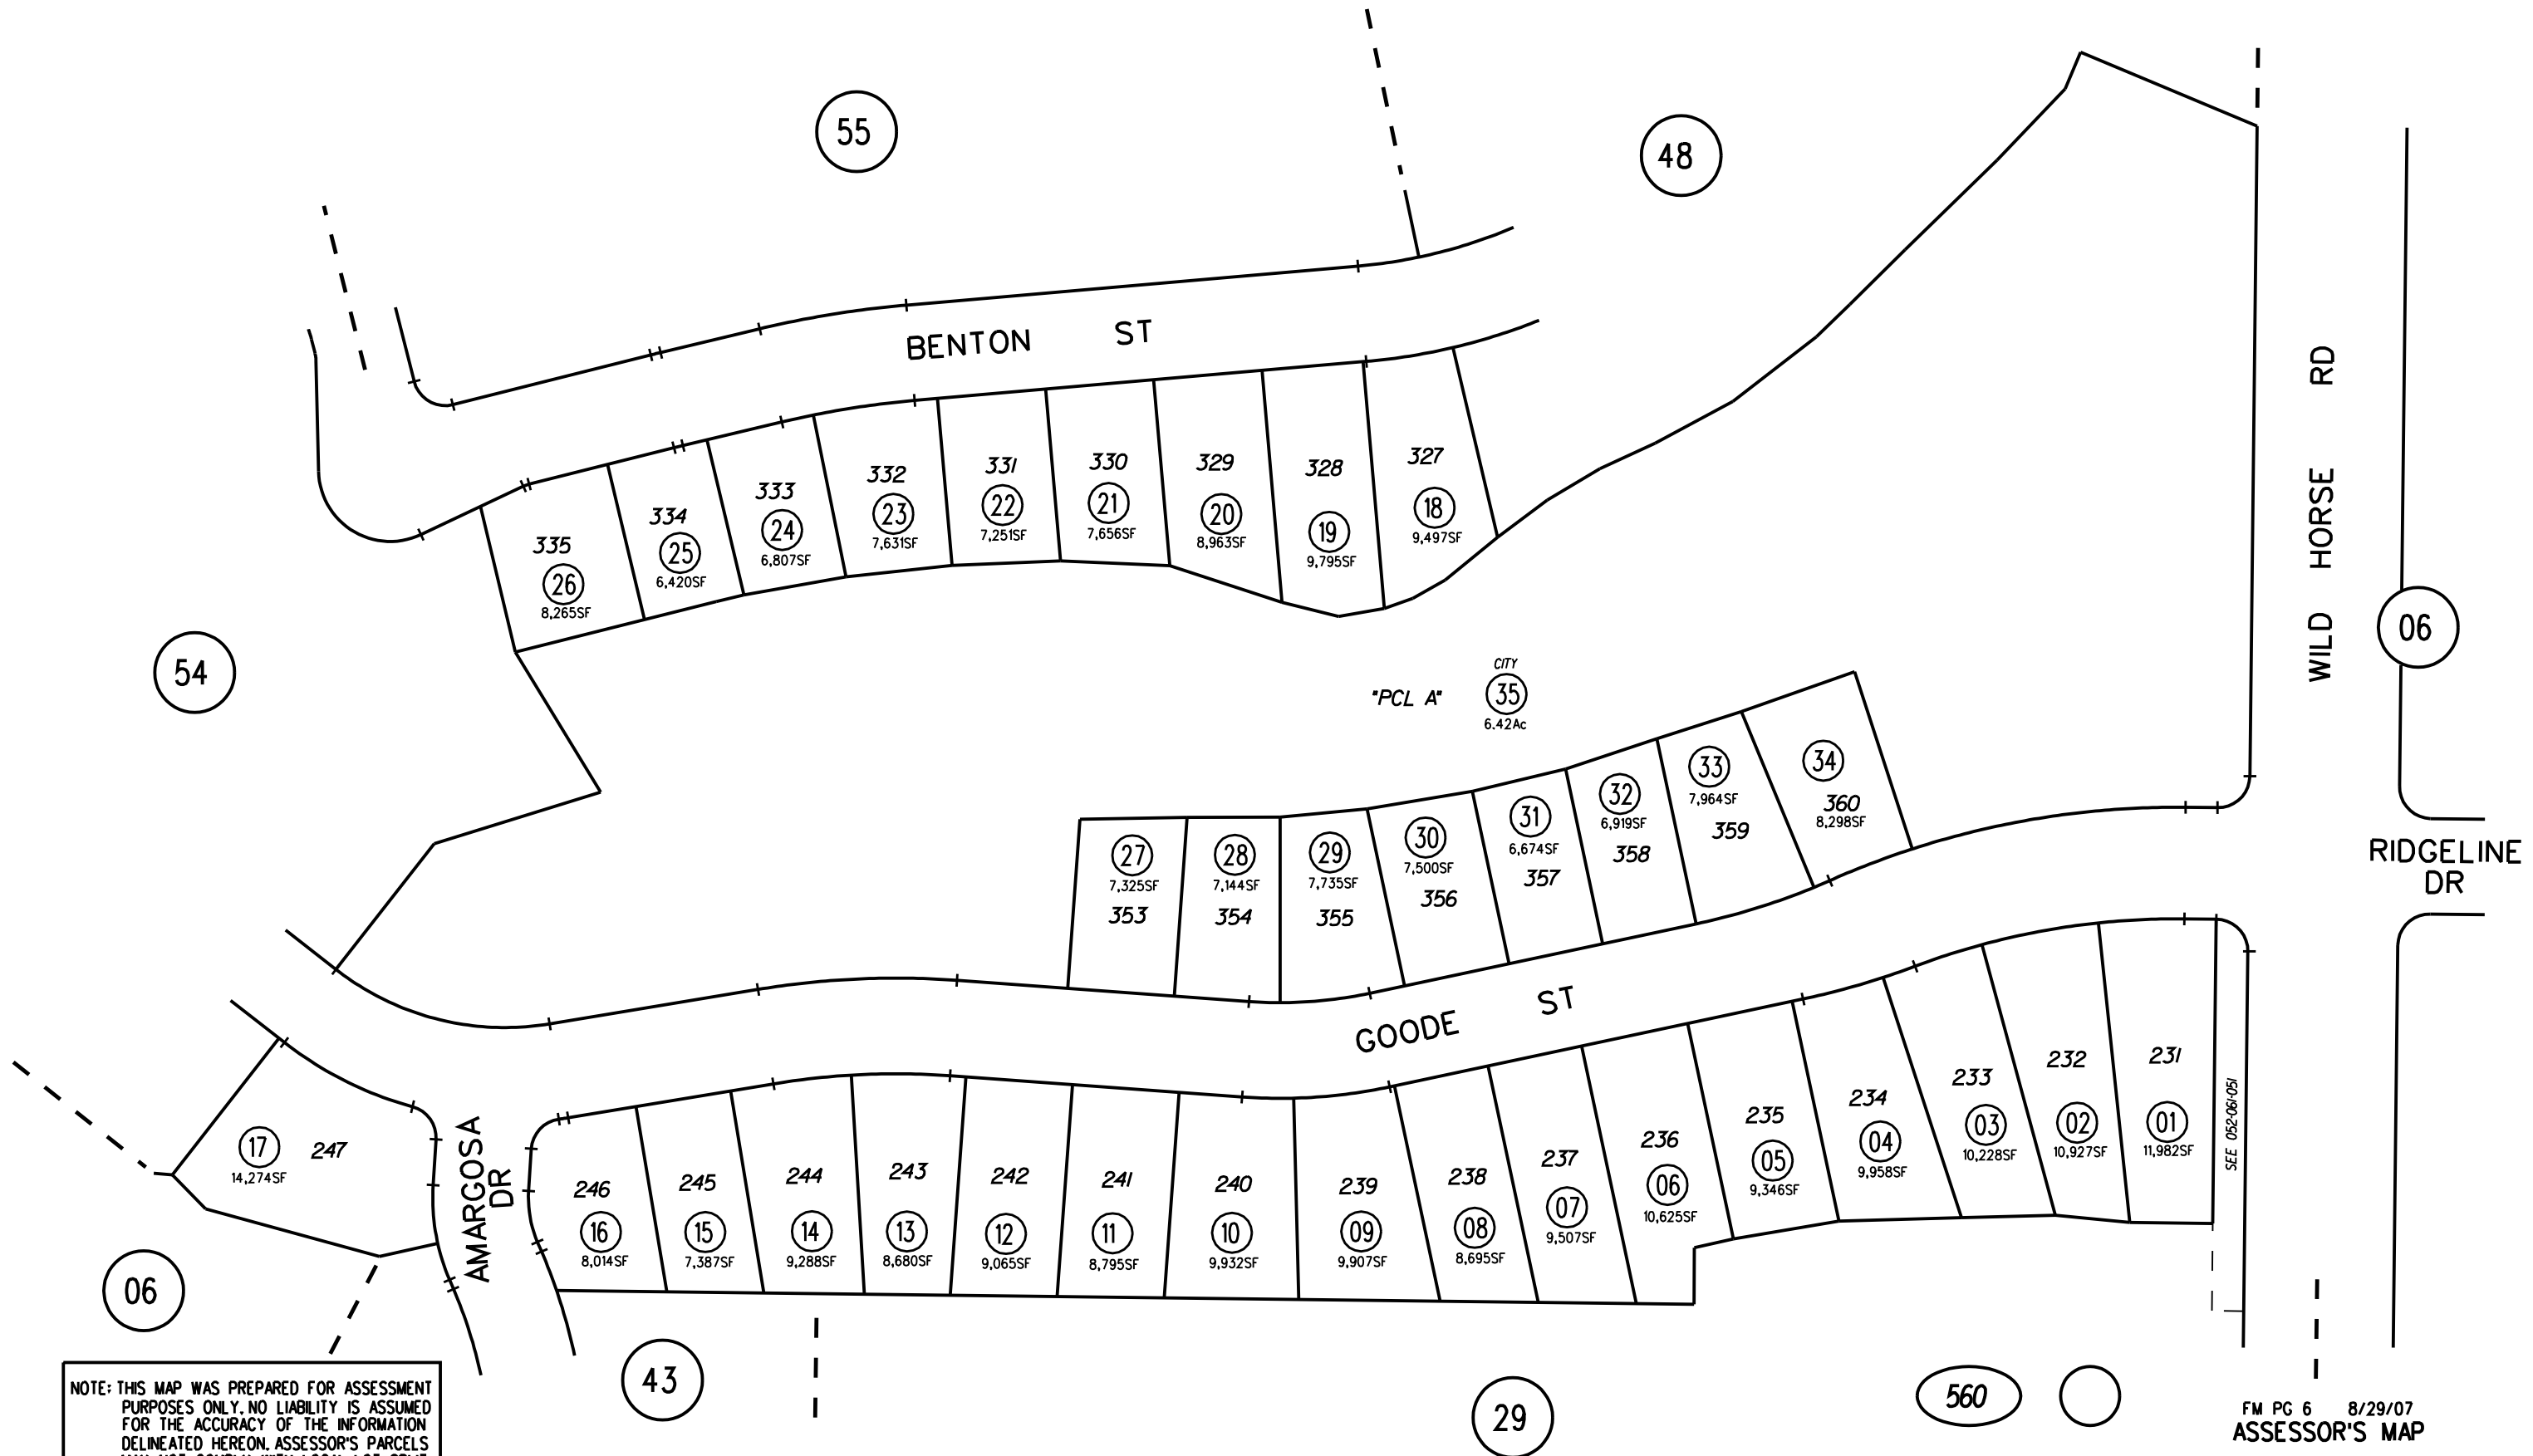 55
48
BENTON ST
WILD HORSE RD
06
54
335
26
8,265SF
334
25
6,420SF
333
24
6,807SF
332
23
7,631SF
331
22
7,251SF
330
21
7,656SF
329
20
8,963SF
328
19
9,795SF
327
18
9,497SF
CITY
"PCL A" 35
6.42Ac
27
7,325SF
353
28
7,144SF
354
29
7,735SF
355
30
7,500SF
356
31
6,674SF
357
32
6,919SF
358
33
7,964SF
359
34
360
8,298SF
RIDGELINE
DR
GOODE ST
17 247
14,274SF
AMARGOSA
DR
246
16
8,014SF
245
15
7,387SF
244
14
9,288SF
243
13
8,680SF
242
12
9,065SF
241
11
8,795SF
240
10
9,932SF
239
09
9,907SF
238
08
8,695SF
237
07
9,507SF
236
06
10,625SF
235
05
9,346SF
234
04
9,958SF
233
03
10,228SF
232
02
10,927SF
231
01
11,982SF
SEE 052-061-051
06
43
29
560
NOTE: THIS MAP WAS PREPARED FOR ASSESSMENT
PURPOSES ONLY. NO LIABILITY IS ASSUMED
FOR THE ACCURACY OF THE INFORMATION
DELINEATED HEREON. ASSESSOR'S PARCELS
FM PG 6 8/29/07
ASSESSOR'S MAP